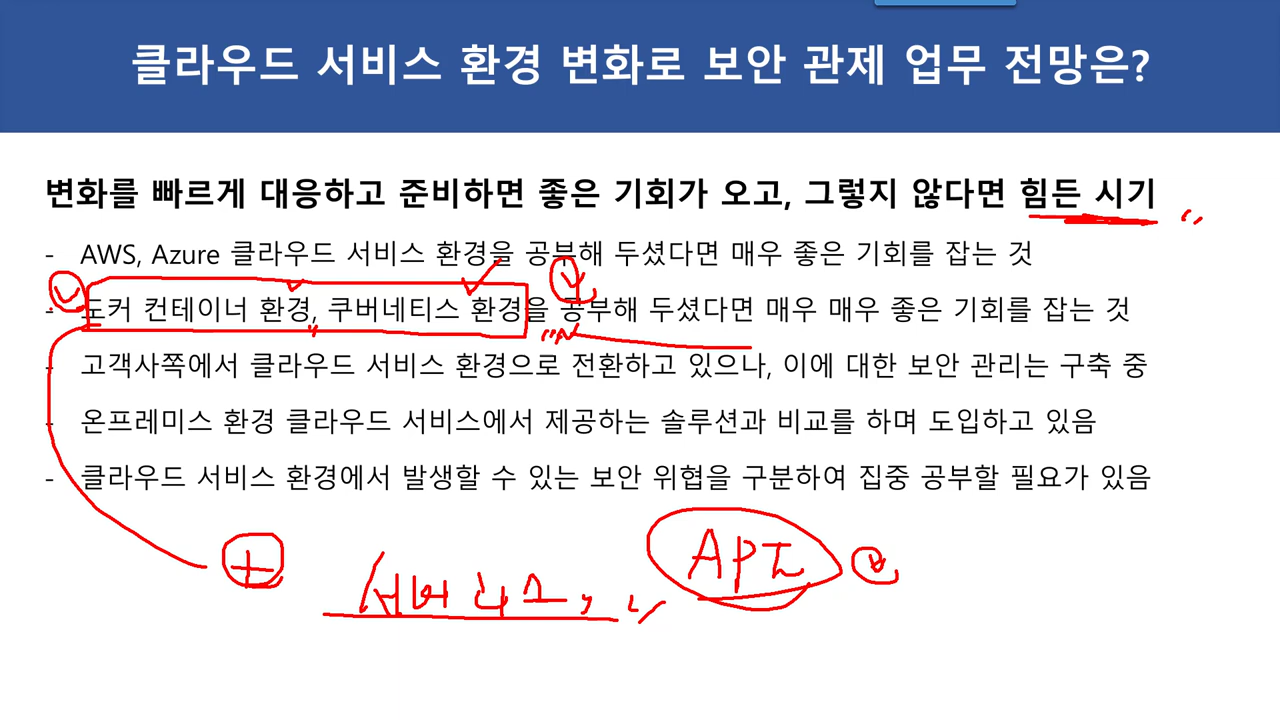 클라우드 서비스 환경 변화로 보안 관제 업무 전망은?
변화를 빠르게 대응하고 준비하면 좋은 기회가 오고, 그렇지 않다면 힘든 시기
- AWS, Azure 클라우드 서비스 환경을 공부해 두셨다면 매우 좋은 기회를 잡는 것
- 도커 컨테이너 환경, 쿠버네티스 환경을 공부해 두셨다면 매우 매우 좋은 기회를 잡는 것
- 고객사쪽에서 클라우드 서비스 환경으로 전환하고 있으나, 이에 대한 보안 관리는 구축 중
- 온프레미스 환경 클라우드 서비스에서 제공하는 솔루션과 비교를 하며 도입하고 있음
- 클라우드 서비스 환경에서 발생할 수 있는 보안 위협을 구분하여 집중 공부할 필요가 있음
+ 서버리스, API